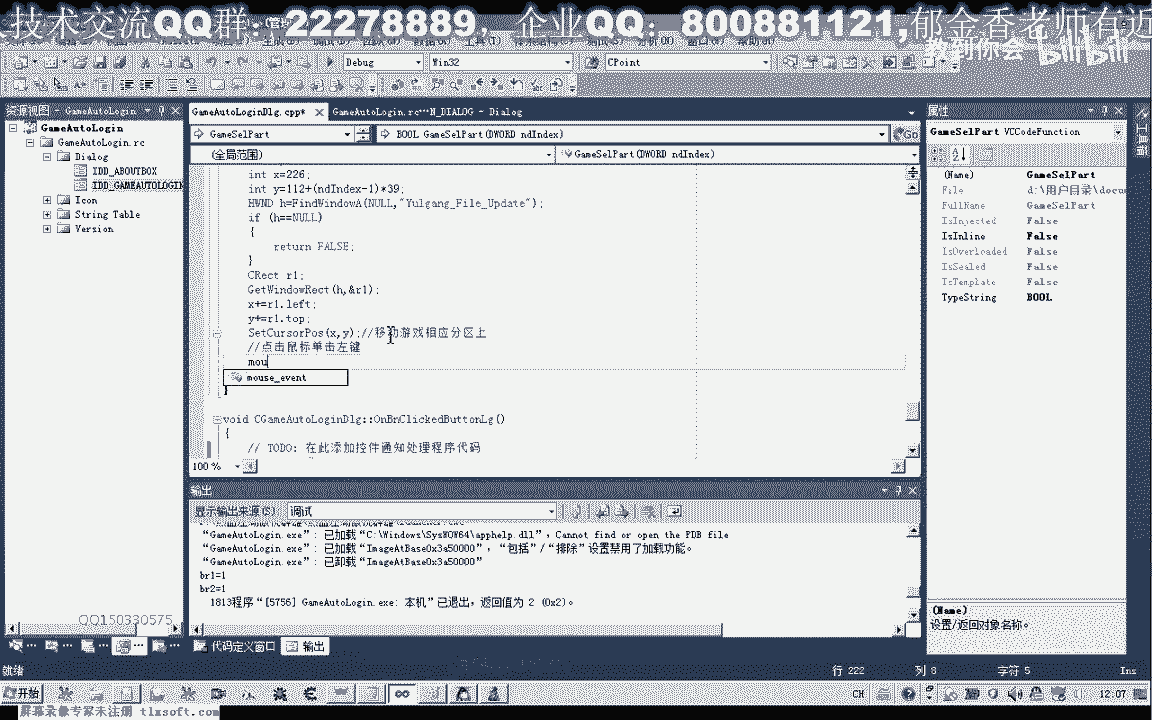 技术交流QQ群：22278889， 企业QQ：800881121,郁金香老师有近
教到你会 bilibili
Debug Win32 CPoint
资源视图 - GameAutoLogin
GameAutoLogin
GameAutoLogin.rc
Dialog
IDD_ABOUTBOX
IDD_GAMEAUTOLOGIN
Icon
String Table
Version
GameAutoLoginDlg.cpp*
GameAutoLogin.rc...N_DIALOG - Dialog
GameSelPart
BOOL GameSelPart(DWORD ndIndex)
Go
(全局范围)
GameSelPart(DWORD ndIndex)
int x=226;
int y=112+(ndIndex-1)*39;
HWND h=FindWindowA(NULL,"Yulgang_File_Update");
if (h==NULL)
{
return FALSE;
}
CRect r1;
GetWindowRect(h,&r1);
x+=r1.left;
y+=r1.top;
SetCursorPos(x,y);//移动游戏相应分区上
//点击鼠标单击左键
mou
mouse_event
}
void CGameAutoLoginDlg::OnBnClickedButtonLg()
{
// TODO: 在此添加控件通知处理程序代码
100 %
输出
显示输出来源(S): 调试
“GameAutoLogin.exe”: 已加载“C:\Windows\SysWOW64\apphelp.dll”，Cannot find or open the PDB file
“GameAutoLogin.exe”: 已加载“ImageAtBase0x3a50000”，“包括”/“排除”设置禁用了加载功能。
“GameAutoLogin.exe”: 已卸载“ImageAtBase0x3a50000”
br1=1
br2=1
1813程序“[5756] GameAutoLogin.exe: 本机”已退出，返回值为 2 (0x2)。
代码定义窗口 输出
属性
GameSelPart VCCodeFunction
(Name) GameSelPart
File d:\用户目录\docu
FullName GameSelPart
IsInjected False
IsInline False
IsOverloaded False
IsSealed False
IsTemplate False
TypeString BOOL
(Name)
设置/返回对象名称。
工具箱
QQ150330575
就绪
行 222 列 8 字符 5 Ins
开始
CH
12:07
屏幕录像专家未注册 tlxsoft.com